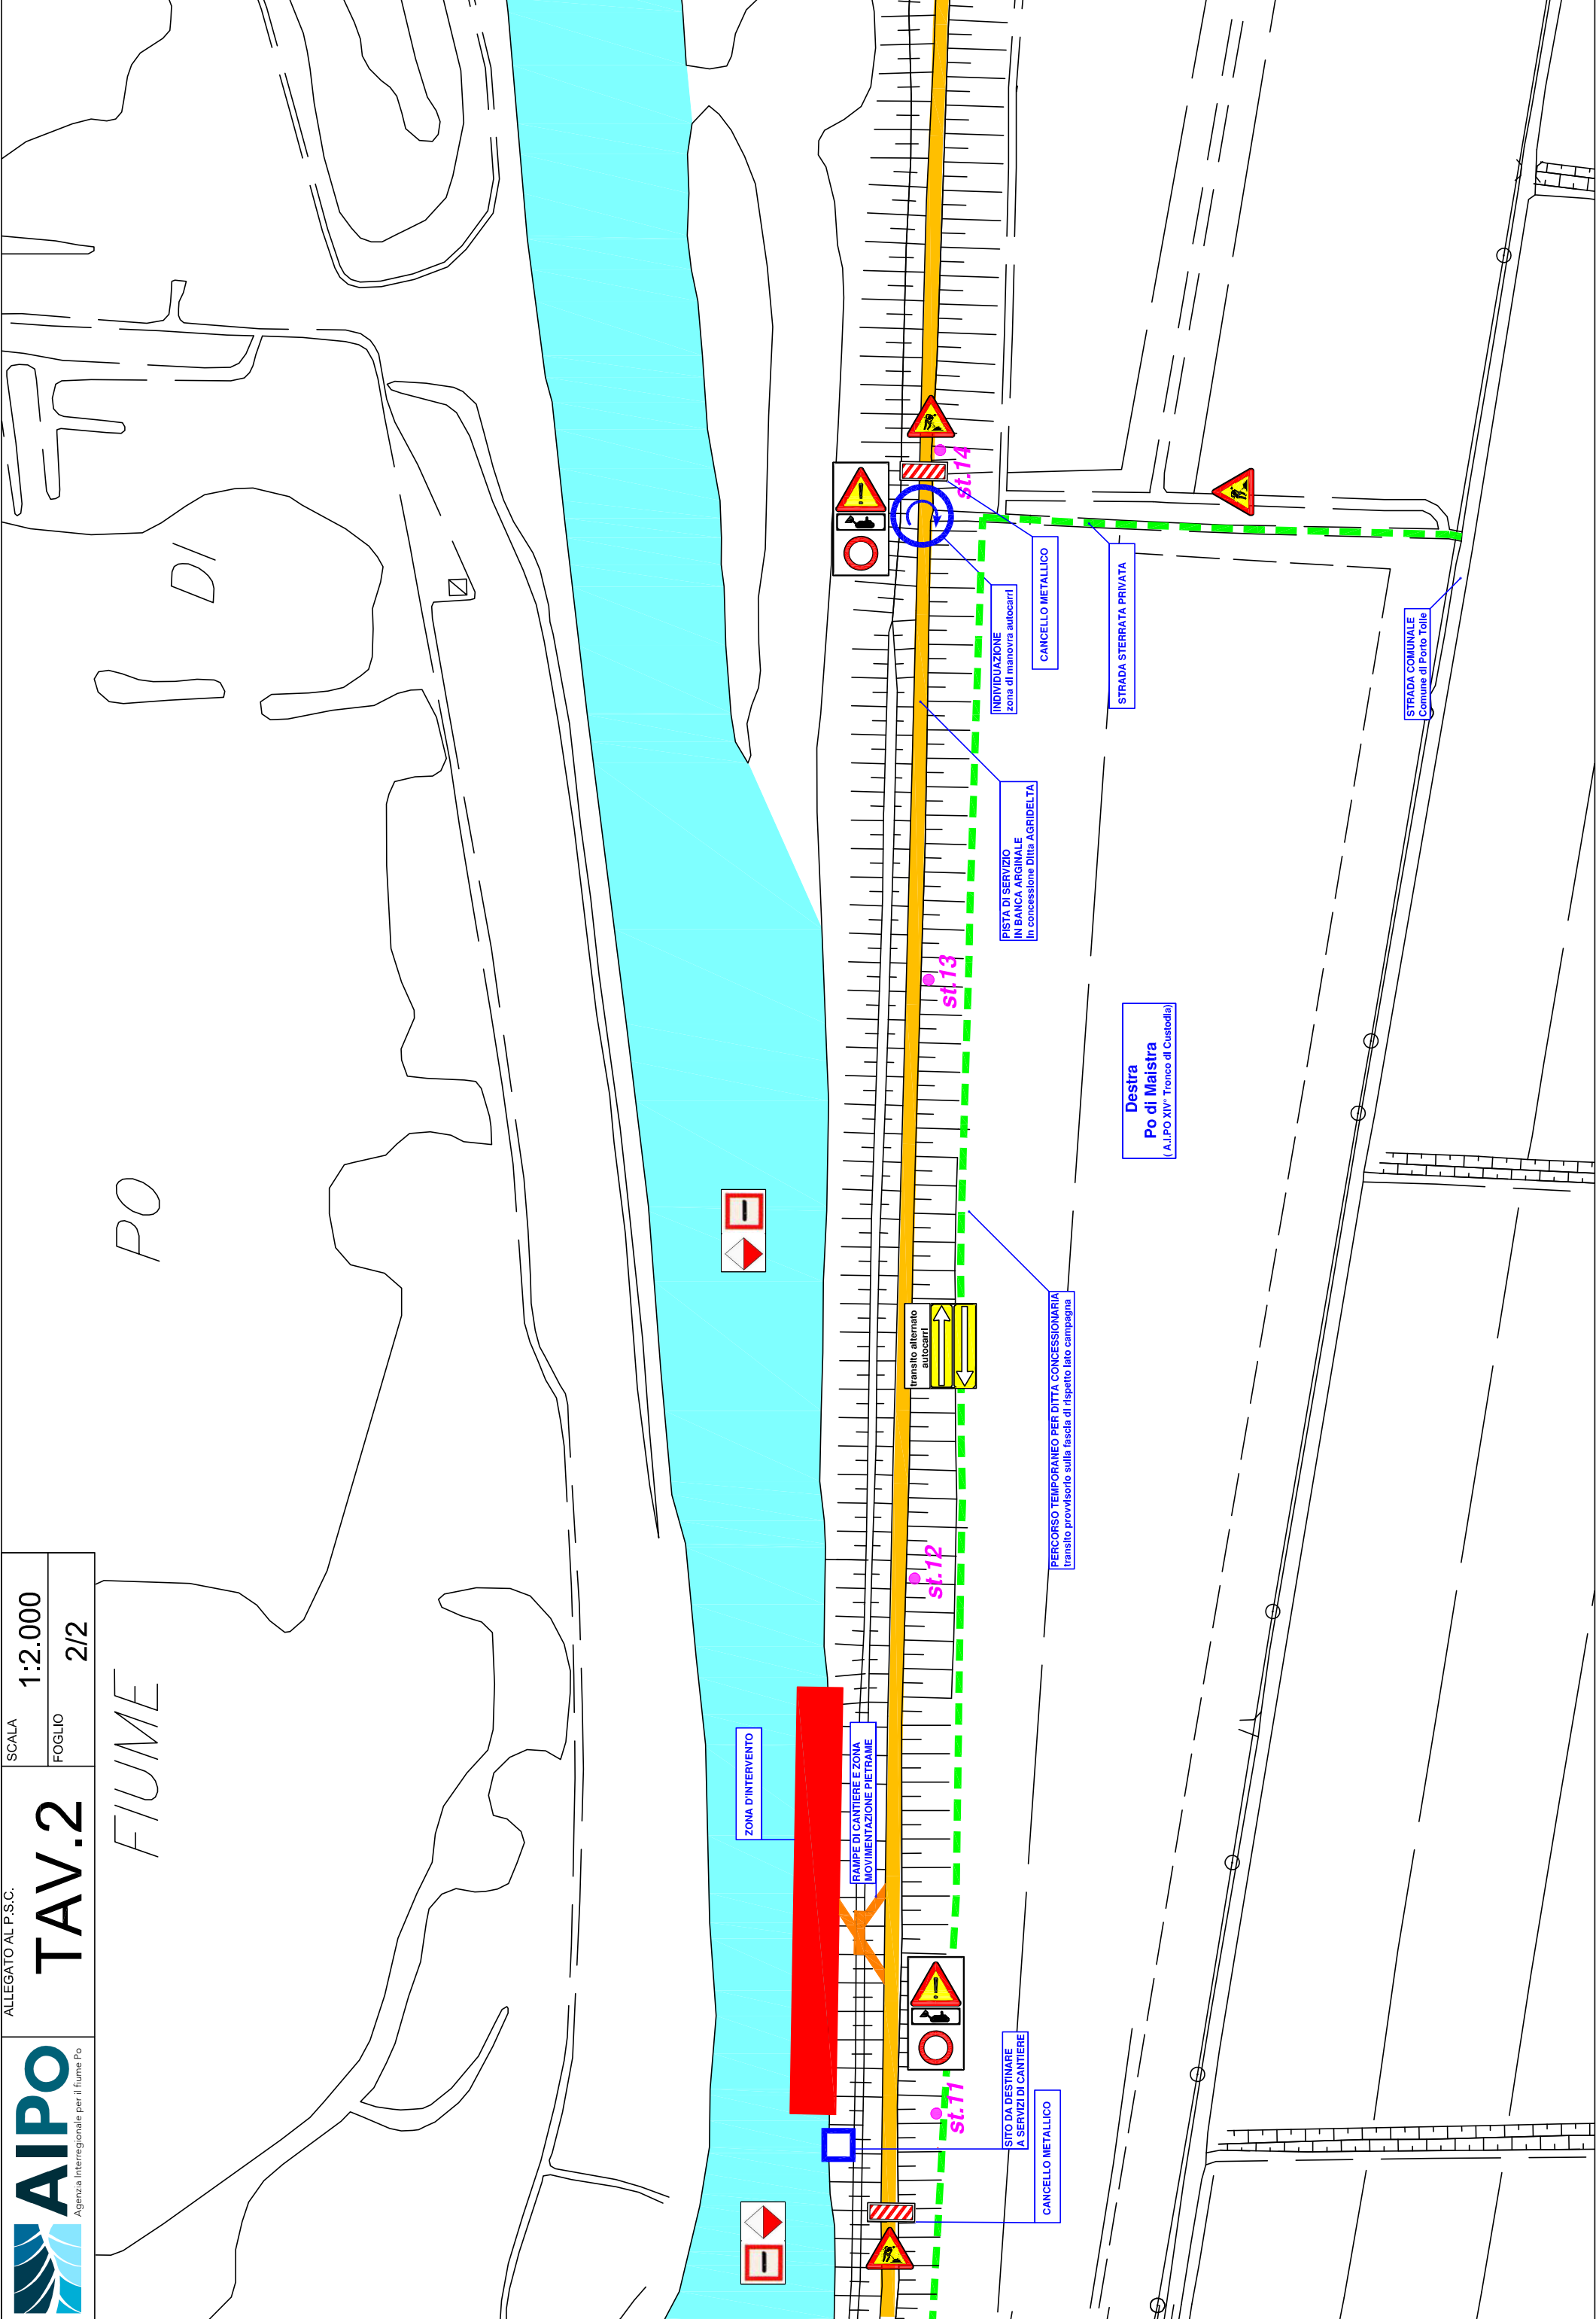 AIPo
Agenzia Interregionale per il fiume Po
ALLEGATO AL P.S.C.
TAV.2
SCALA
1:2.000
FOGLIO
2/2
FIUME PO DI
ZONA D'INTERVENTO
RAMPE DI CANTIERE E ZONA
MOVIMENTAZIONE PIETRAME
st.11
st.12
st.13
st.14
transito alternato
autocarri
SITO DA DESTINARE
A SERVIZI DI CANTIERE
CANCELLO METALLICO
PERCORSO TEMPORANEO PER DITTA CONCESSIONARIA
transito provvisorio sulla fascia di rispetto lato campagna
PISTA DI SERVIZIO
IN BANCA ARGINALE
In concessione Ditta AGRIDELTA
INDIVIDUAZIONE
zona di manovra autocarri
CANCELLO METALLICO
STRADA STERRATA PRIVATA
Destra
Po di Maistra
( A.I.PO XIV° Tronco di Custodia)
STRADA COMUNALE
Comune di Porto Tolle